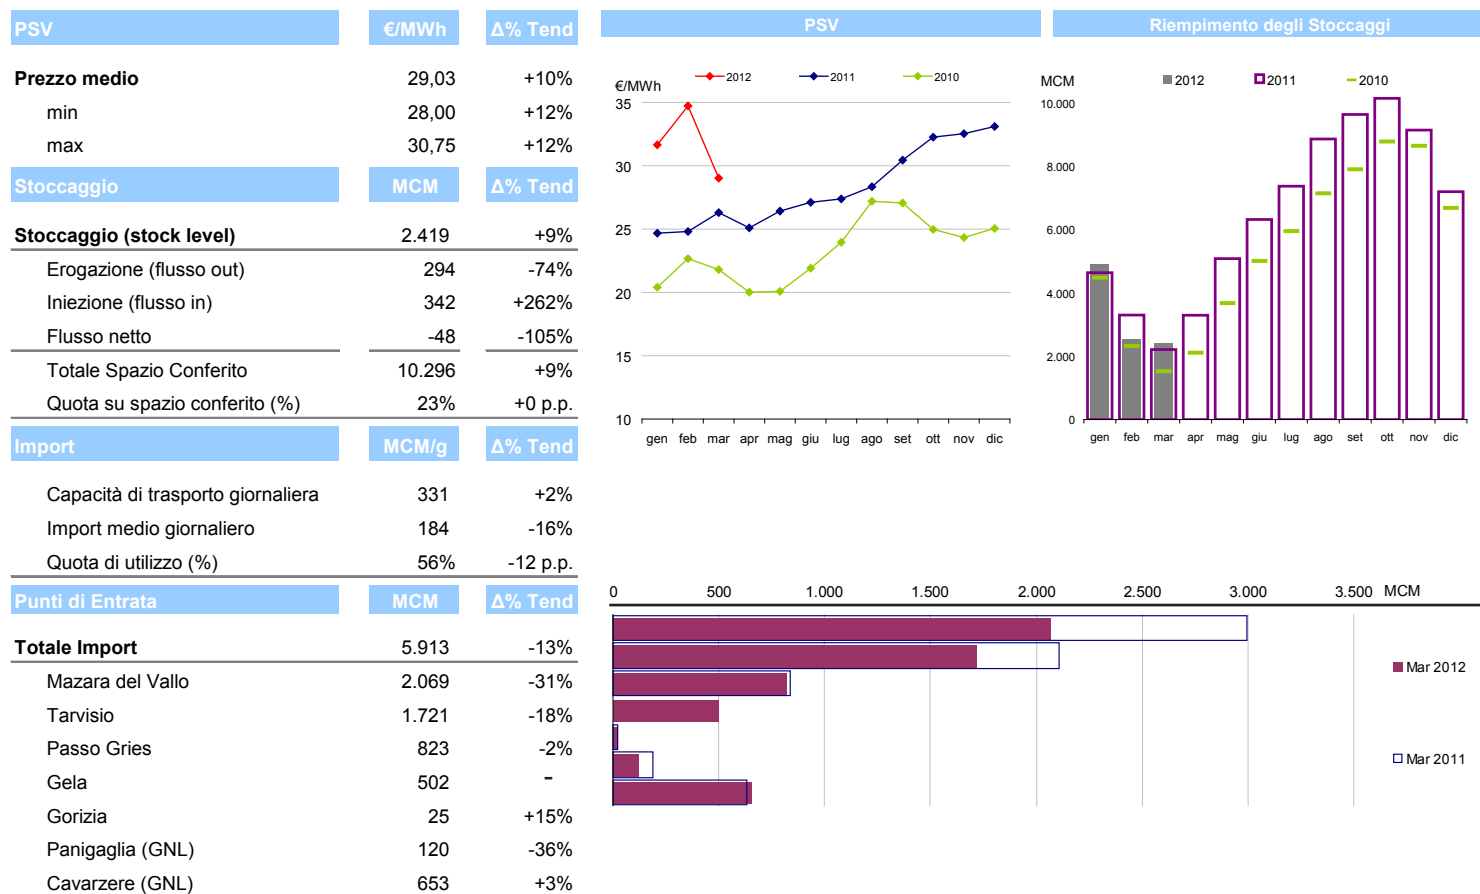 PSV €/MWh Δ% Tend
Prezzo medio 29,03 +10%
min 28,00 +12%
max 30,75 +12%
Stoccaggio MCM Δ% Tend
Stoccaggio (stock level) 2.419 +9%
Erogazione (flusso out) 294 -74%
Iniezione (flusso in) 342 +262%
Flusso netto -48 -105%
Totale Spazio Conferito 10.296 +9%
Quota su spazio conferito (%) 23% +0 p.p.
Import MCM/g Δ% Tend
Capacità di trasporto giornaliera 331 +2%
Import medio giornaliero 184 -16%
Quota di utilizzo (%) 56% -12 p.p.
Punti di Entrata MCM Δ% Tend
Totale Import 5.913 -13%
Mazara del Vallo 2.069 -31%
Tarvisio 1.721 -18%
Passo Gries 823 -2%
Gela 502 -
Gorizia 25 +15%
Panigaglia (GNL) 120 -36%
Cavarzere (GNL) 653 +3%
PSV
€/MWh
2012 2011 2010
35
30
25
20
15
10
gen feb mar apr mag giu lug ago set ott nov dic
Riempimento degli Stoccaggi
MCM
2012 2011 2010
10.000
8.000
6.000
4.000
2.000
0
gen feb mar apr mag giu lug ago set ott nov dic
0 500 1.000 1.500 2.000 2.500 3.000 3.500 MCM
Mar 2012
Mar 2011